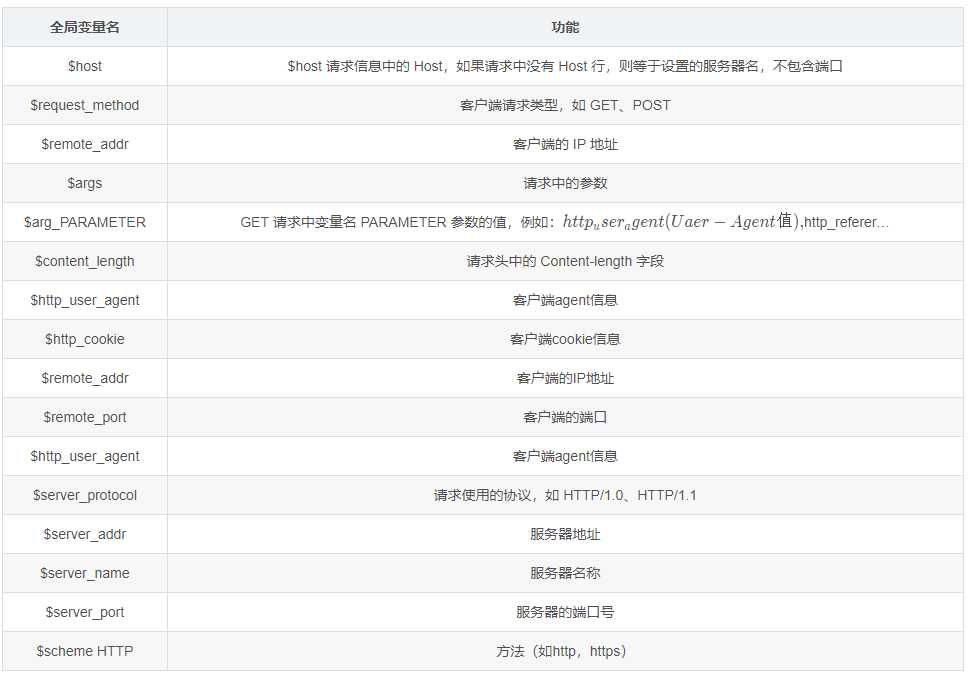 全局变量名 功能
$host $host 请求信息中的 Host，如果请求中没有 Host 行，则等于设置的服务器名，不包含端口
$request_method 客户端请求类型，如 GET、POST
$remote_addr 客户端的 IP 地址
$args 请求中的参数
$arg_PARAMETER GET 请求中变量名 PARAMETER 参数的值，例如：http_user_agent(Uaer − Agent值),http_referer...
$content_length 请求头中的 Content-length 字段
$http_user_agent 客户端agent信息
$http_cookie 客户端cookie信息
$remote_addr 客户端的IP地址
$remote_port 客户端的端口
$http_user_agent 客户端agent信息
$server_protocol 请求使用的协议，如 HTTP/1.0、HTTP/1.1
$server_addr 服务器地址
$server_name 服务器名称
$server_port 服务器的端口号
$scheme HTTP 方法（如http，https）